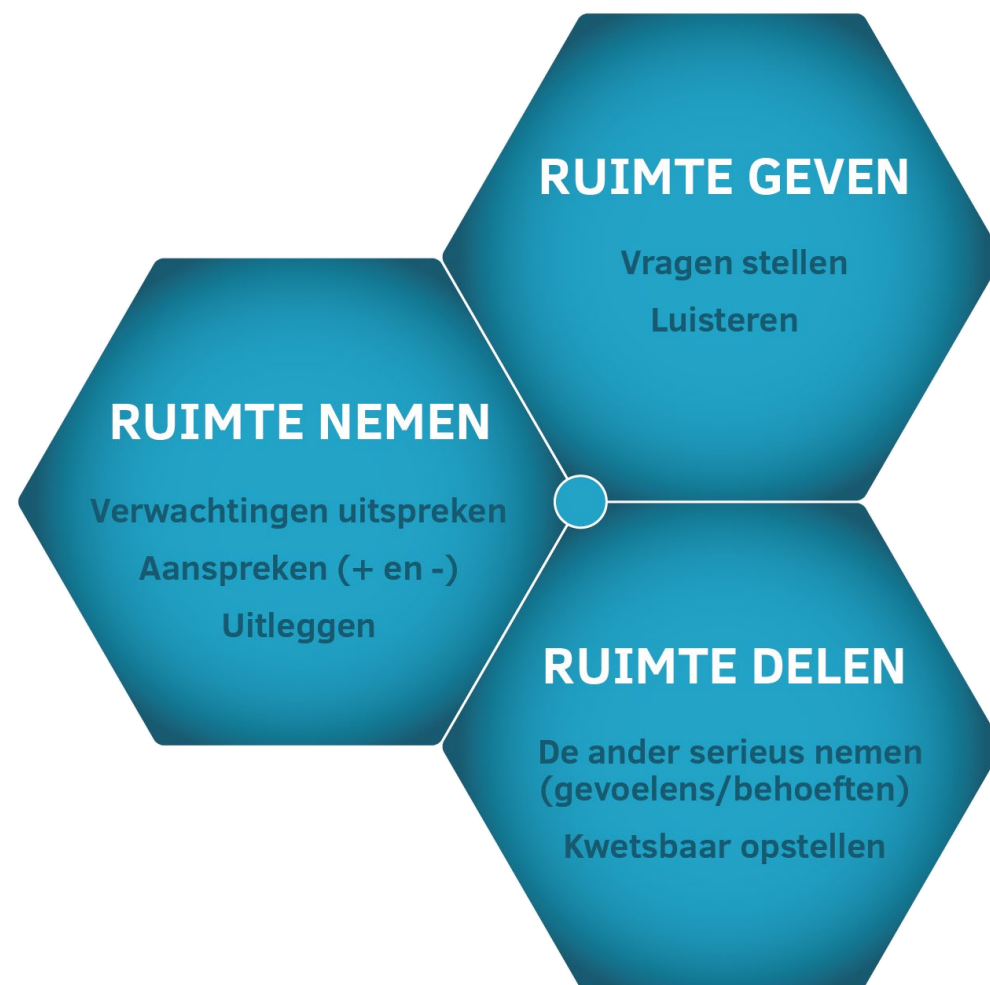 RUIMTE GEVEN
Vragen stellen
Luisteren
RUIMTE NEMEN
Verwachtingen uitspreken
Aanspreken (+ en -)
Uitleggen
RUIMTE DELEN
De ander serieus nemen
(gevoelens/behoeften)
Kwetsbaar opstellen